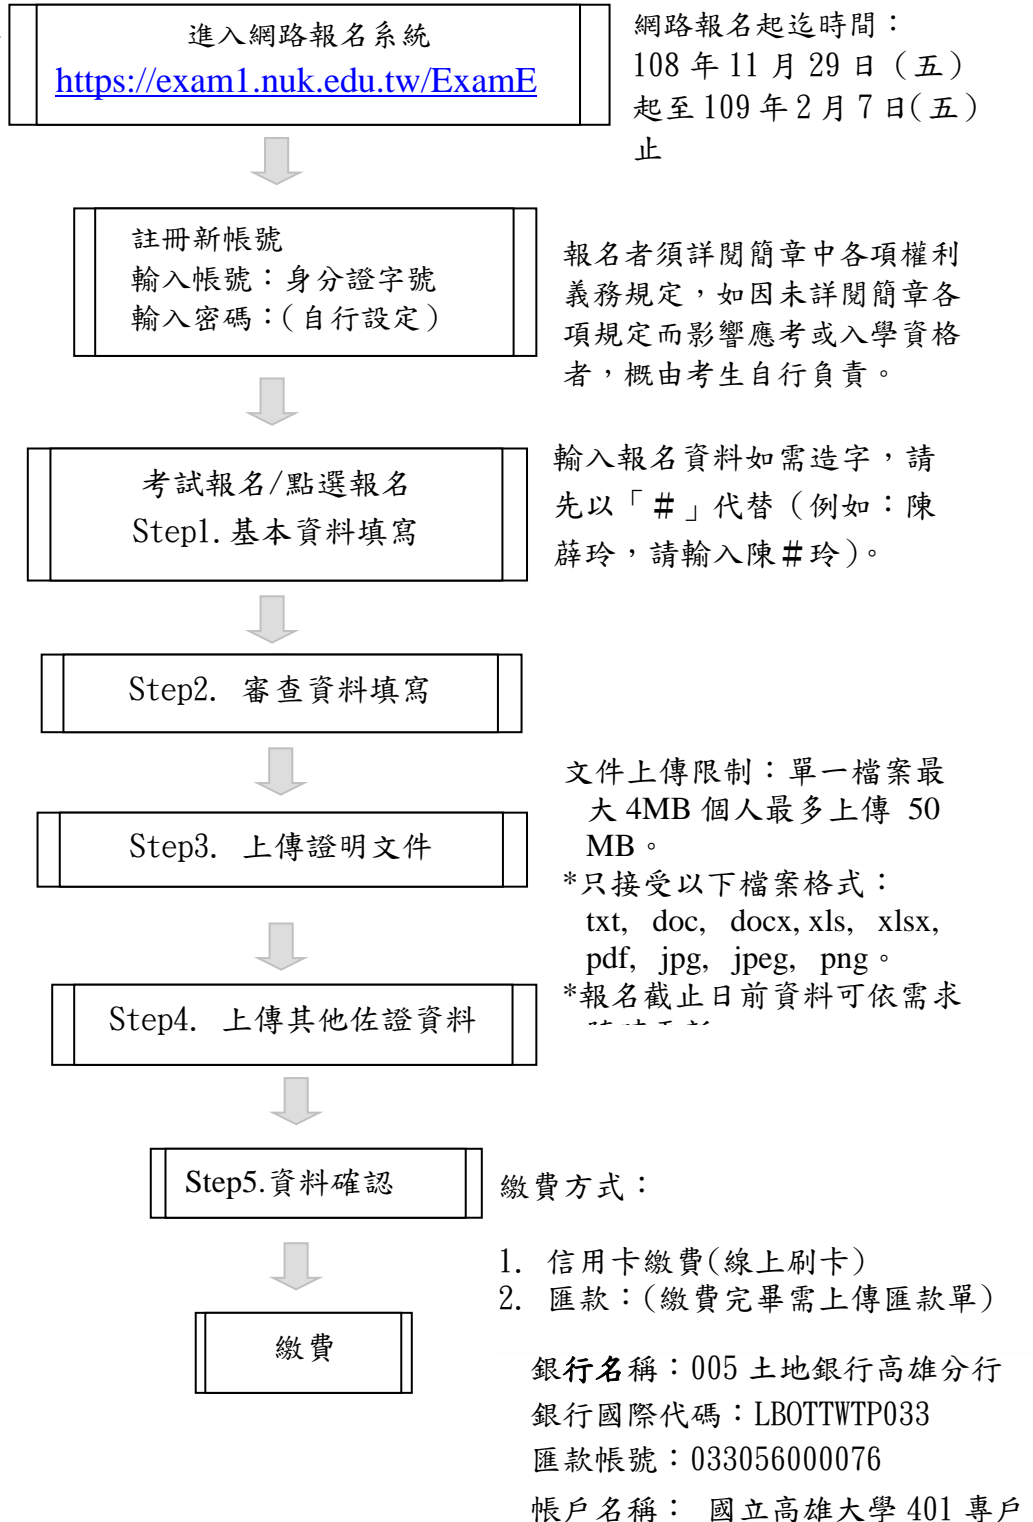 進入網路報名系統
https://exam1.nuk.edu.tw/ExamE
網路報名起迄時間：
108 年 11 月 29 日（五）
起至 109 年 2 月 7 日(五)
止
註冊新帳號
輸入帳號：身分證字號
輸入密碼：(自行設定)
報名者須詳閱簡章中各項權利
義務規定，如因未詳閱簡章各
項規定而影響應考或入學資格
者，概由考生自行負責。
考試報名/點選報名
Step1.基本資料填寫
輸入報名資料如需造字，請
先以「＃」代替（例如：陳
薜玲，請輸入陳＃玲）。
Step2. 審查資料填寫
Step3. 上傳證明文件
文件上傳限制：單一檔案最
大 4MB 個人最多上傳 50
MB。
*只接受以下檔案格式：
txt, doc, docx, xls, xlsx,
pdf, jpg, jpeg, png。
*報名截止日前資料可依需求
Step4. 上傳其他佐證資料
Step5.資料確認
繳費
繳費方式：
1. 信用卡繳費(線上刷卡)
2. 匯款：(繳費完畢需上傳匯款單)
銀行名稱：005 土地銀行高雄分行
銀行國際代碼：LBOTTWTP033
匯款帳號：033056000076
帳戶名稱： 國立高雄大學 401 專戶